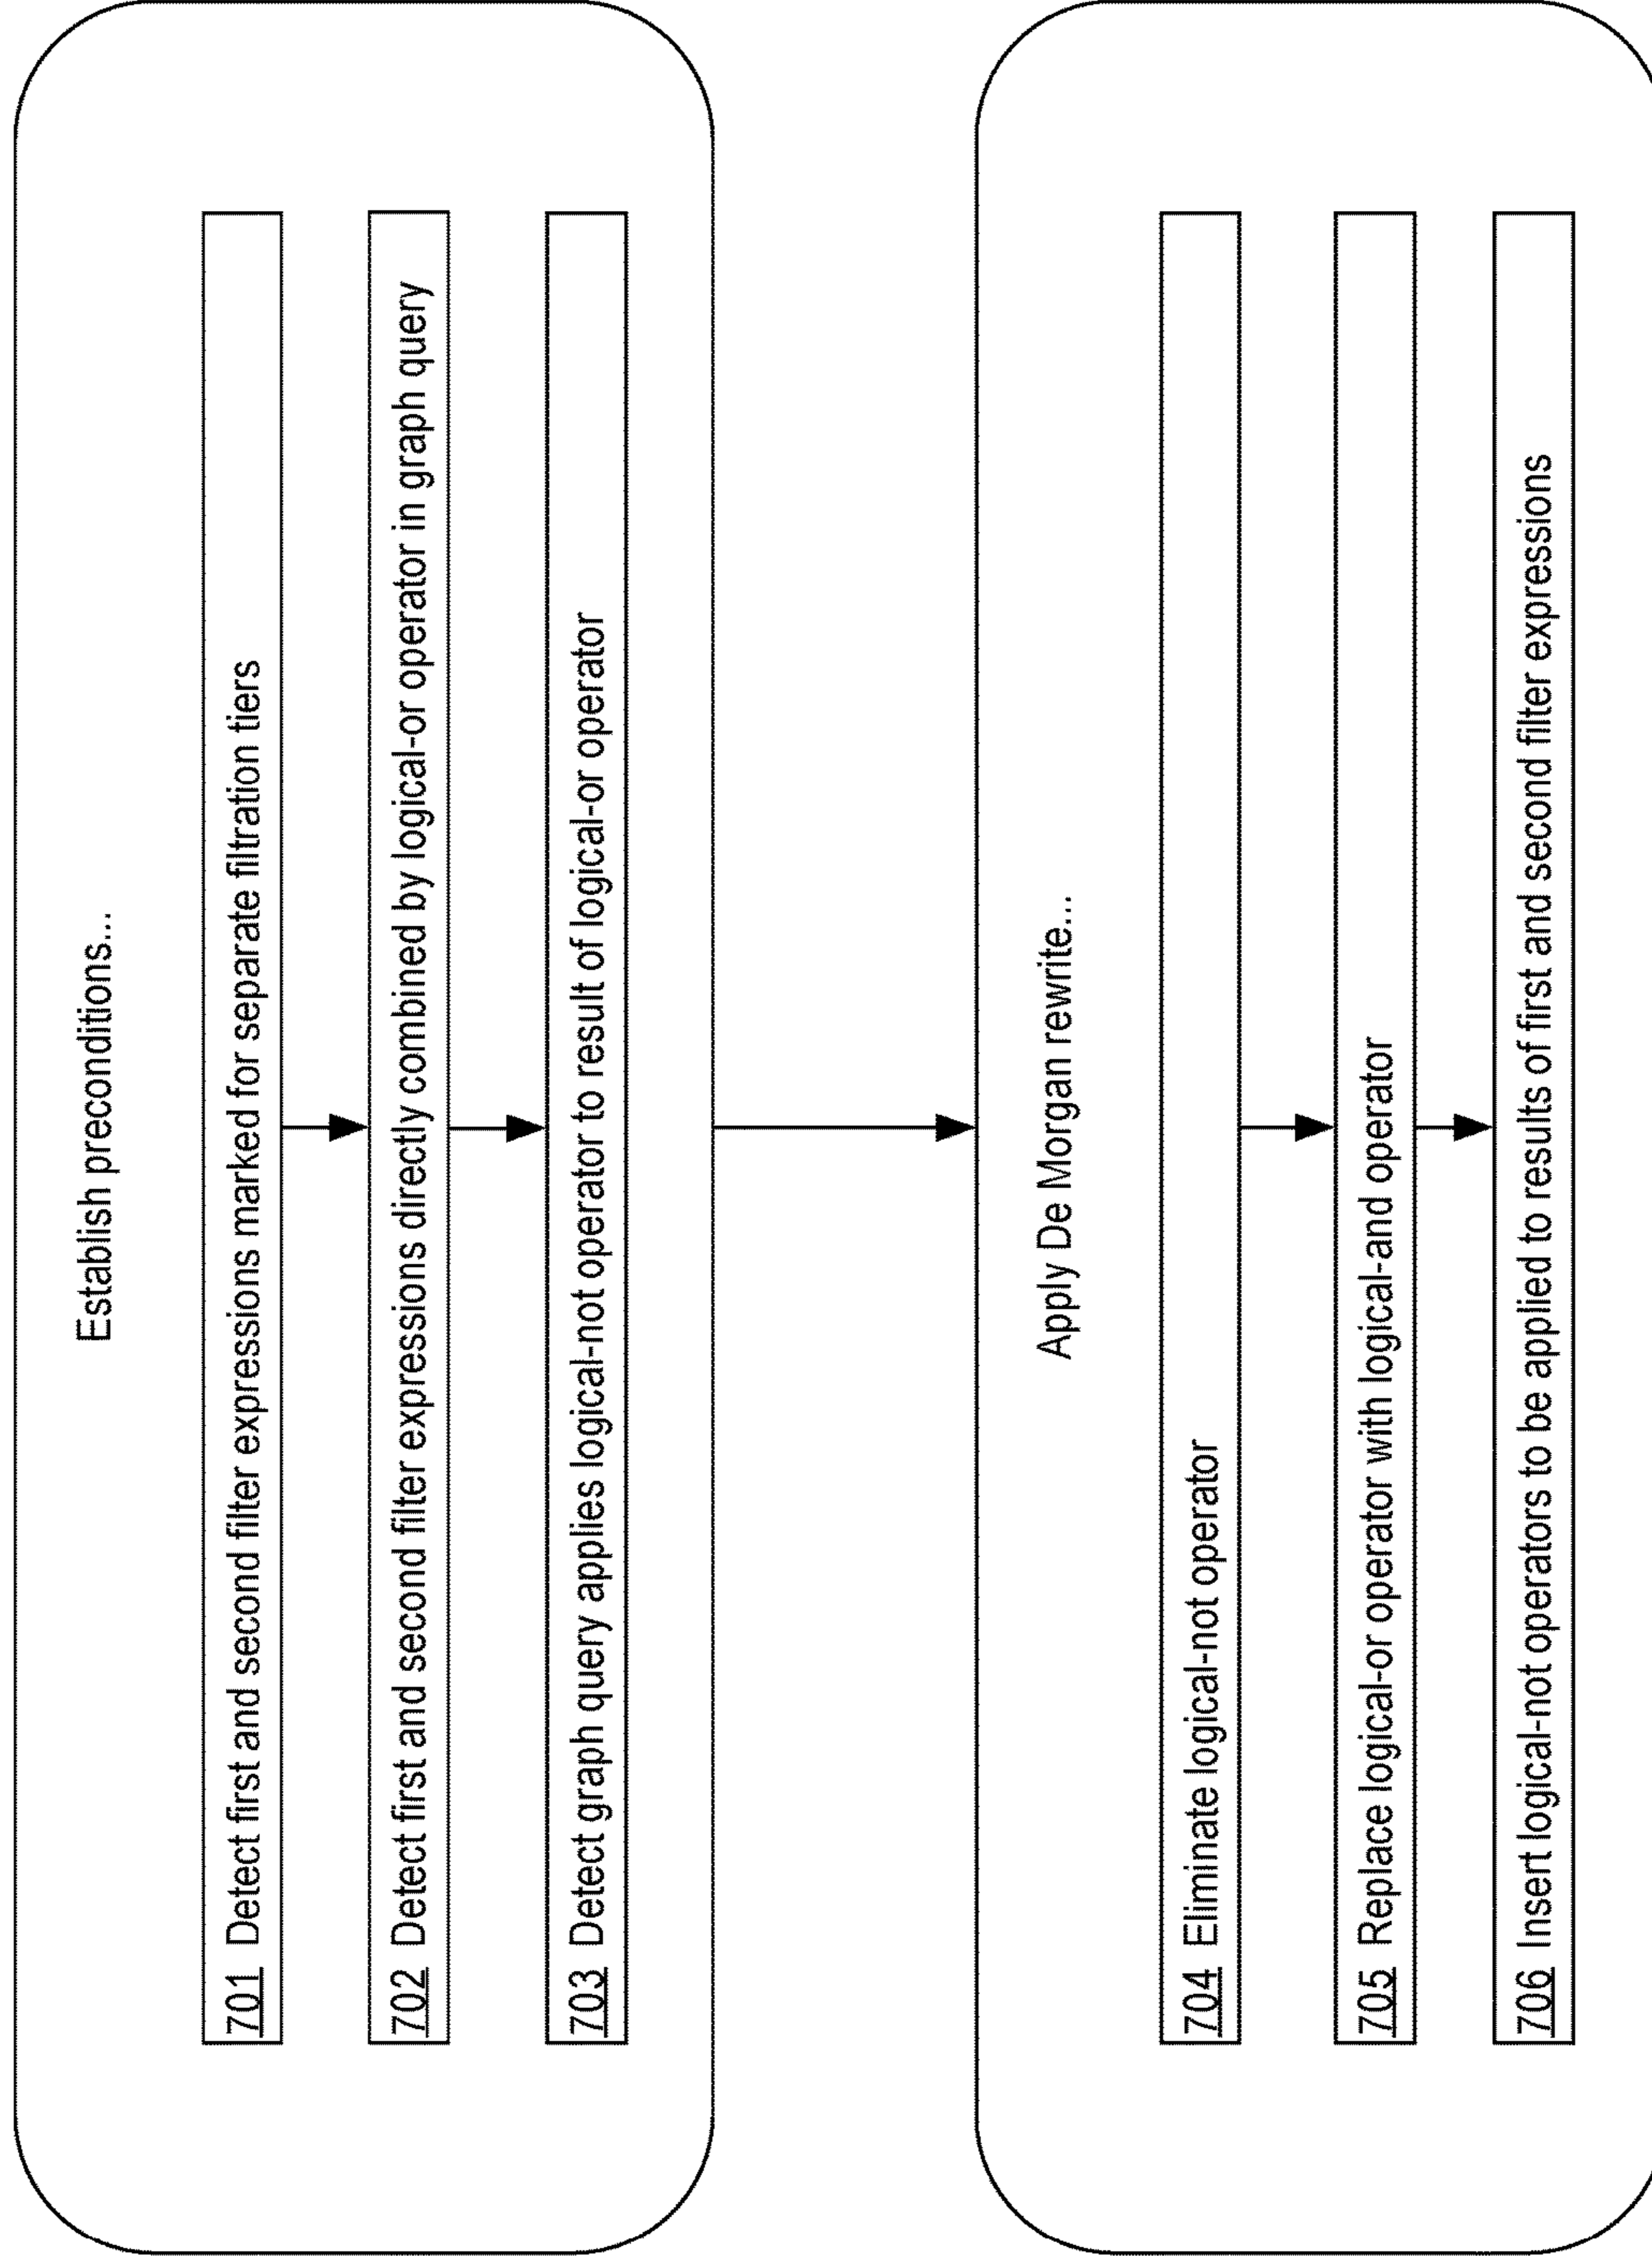 Establish preconditions...
701 Detect first and second filter expressions marked for separate filtration tiers
702 Detect first and second filter expressions directly combined by logical-or operator in graph query
703 Detect graph query applies logical-not operator to result of logical-or operator
Apply De Morgan rewrite...
704 Eliminate logical-not operator
705 Replace logical-or operator with logical-and operator
706 Insert logical-not operators to be applied to results of first and second filter expressions